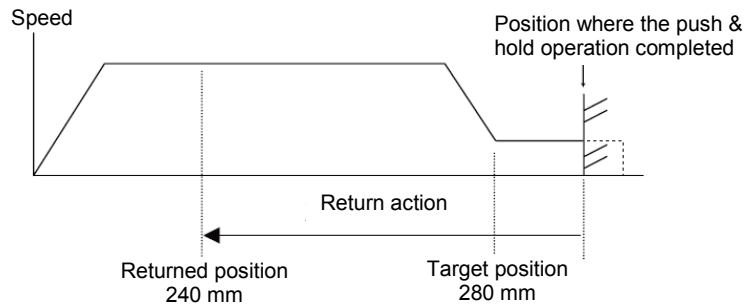 Speed
Position where the push &
hold operation completed
Return action
Returned position
240 mm
Target position
280 mm